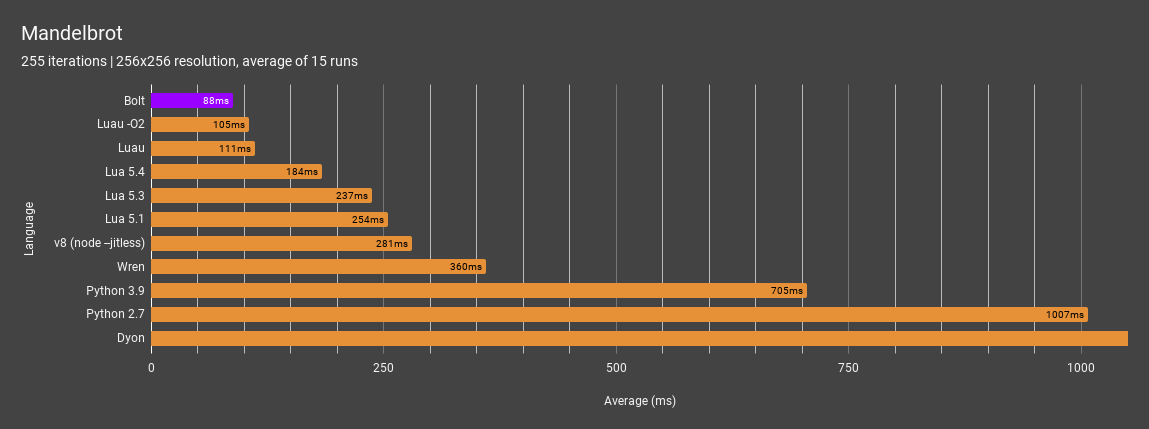 Mandelbrot
255 iterations | 256x256 resolution, average of 15 runs
Language
Bolt 88ms
Luau -O2 105ms
Luau 111ms
Lua 5.4 184ms
Lua 5.3 237ms
Lua 5.1 254ms
v8 (node –jitless) 281ms
Wren 360ms
Python 3.9 705ms
Python 2.7 1007ms
Dyon
0 250 500 750 1000
Average (ms)